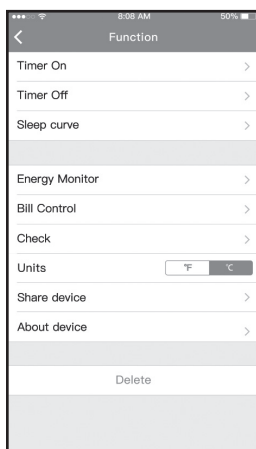 8:08 AM 50%
Function
Timer On
Timer Off
Sleep curve
Energy Monitor
Bill Control
Check
Units ℉ ℃
Share device
About device
Delete